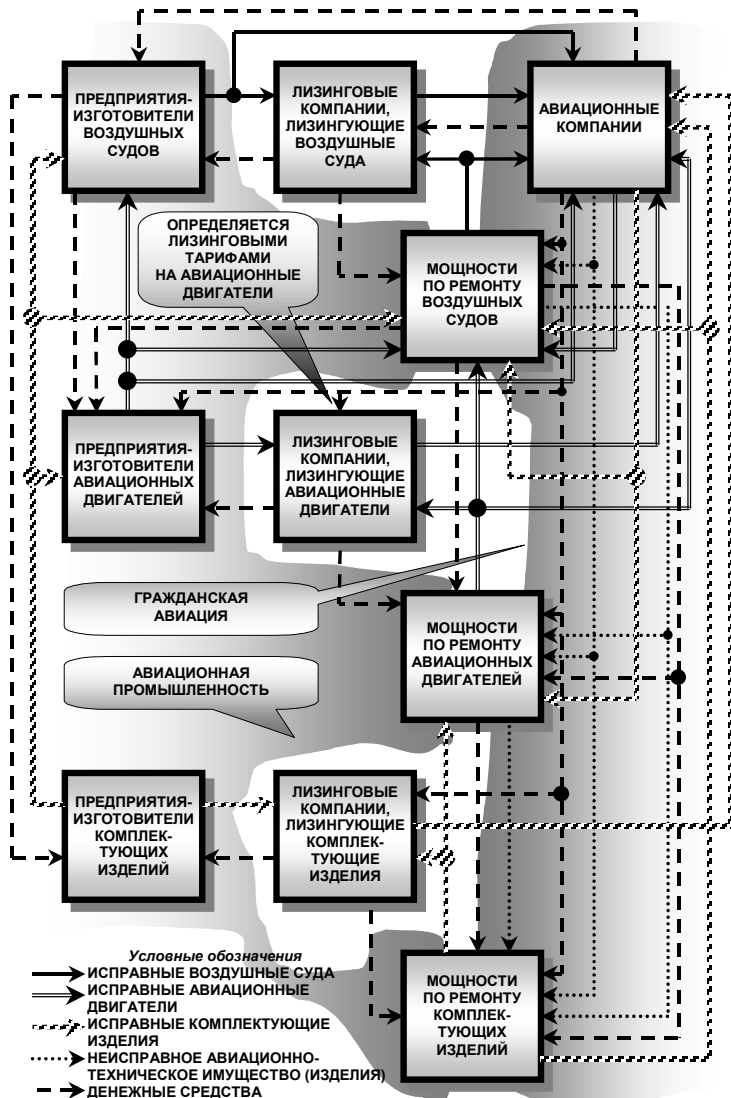 ПРЕДПРИЯТИЯ-
ИЗГОТОВИТЕЛИ
ВОЗДУШНЫХ
СУДОВ
ЛИЗИНГОВЫЕ
КОМПАНИИ,
ЛИЗИНГУЮЩИЕ
ВОЗДУШНЫЕ
СУДА
АВИАЦИОННЫЕ
КОМПАНИИ
ОПРЕДЕЛЯЕТСЯ
ЛИЗИНГОВЫМИ
ТАРИФАМИ
НА АВИАЦИОННЫЕ
ДВИГАТЕЛИ
МОЩНОСТИ
ПО РЕМОНТУ
ВОЗДУШНЫХ
СУДОВ
ПРЕДПРИЯТИЯ-
ИЗГОТОВИТЕЛИ
АВИАЦИОННЫХ
ДВИГАТЕЛЕЙ
ЛИЗИНГОВЫЕ
КОМПАНИИ,
ЛИЗИНГУЮЩИЕ
АВИАЦИОННЫЕ
ДВИГАТЕЛИ
ГРАЖДАНСКАЯ
АВИАЦИЯ
МОЩНОСТИ
ПО РЕМОНТУ
АВИАЦИОННЫХ
ДВИГАТЕЛЕЙ
АВИАЦИОННАЯ
ПРОМЫШЛЕННОСТЬ
ПРЕДПРИЯТИЯ-
ИЗГОТОВИТЕЛИ
КОМПЛЕК-
ТУЮЩИХ
ИЗДЕЛИЙ
ЛИЗИНГОВЫЕ
КОМПАНИИ,
ЛИЗИНГУЮЩИЕ
КОМПЛЕК-
ТУЮЩИЕ
ИЗДЕЛИЯ
МОЩНОСТИ
ПО РЕМОНТУ
КОМПЛЕК-
ТУЮЩИХ
ИЗДЕЛИЙ
Условные обозначения
ИСПРАВНЫЕ ВОЗДУШНЫЕ СУДА
ИСПРАВНЫЕ АВИАЦИОННЫЕ
ДВИГАТЕЛИ
ИСПРАВНЫЕ КОМПЛЕКТУЮЩИЕ
ИЗДЕЛИЯ
НЕИСПРАВНОЕ АВИАЦИОННО-
ТЕХНИЧЕСКОЕ ИМУЩЕСТВО (ИЗДЕЛИЯ)
ДЕНЕЖНЫЕ СРЕДСТВА